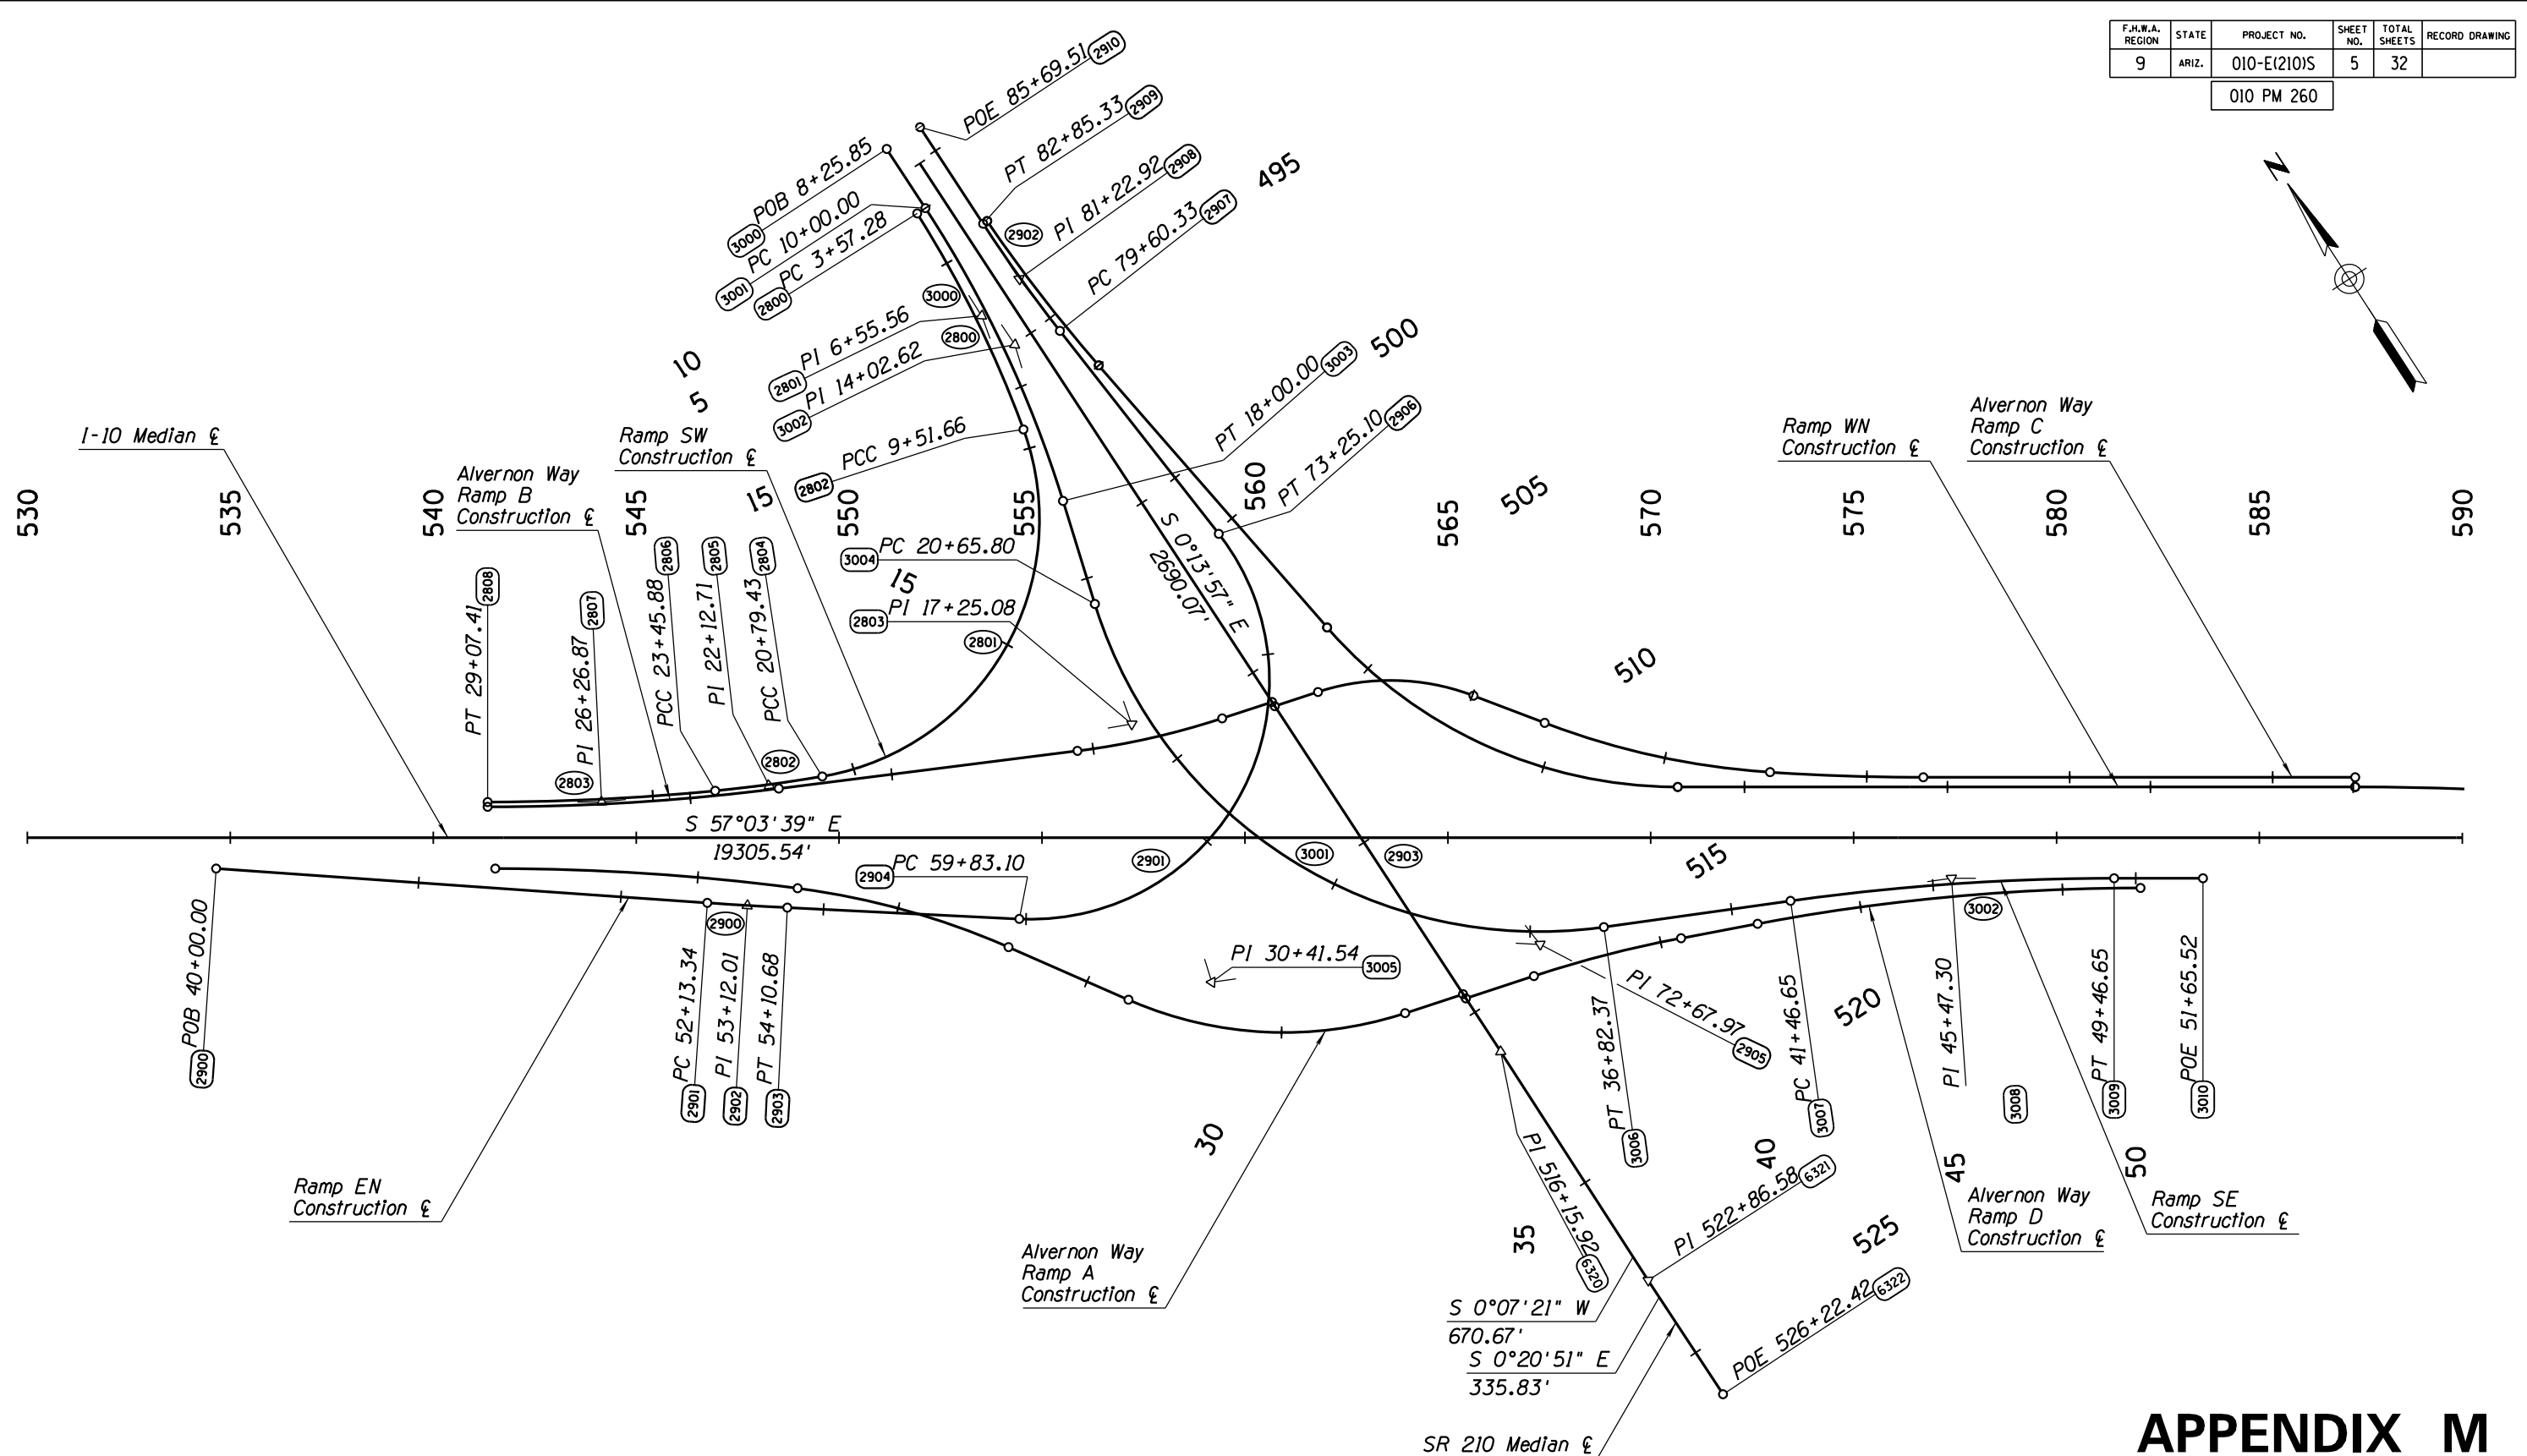 F.H.W.A. REGION STATE PROJECT NO. SHEET NO. TOTAL SHEETS RECORD DRAWING
9 ARIZ. 010-E(210)S 5 32
010 PM 260
N
POE 85+69.51 2910
PT 82+85.33 2909
PI 81+22.92 2908
PC 79+60.33 2907
2902
495
POB 8+25.85
3000
PC 10+00.00
3001
PC 3+57.28
2800
3000
2800
PI 6+55.56
2801
PI 14+02.62
3002
10
5
PCC 9+51.66
2802
PT 18+00.00 3003
500
PT 73+25.10 2906
505
510
I-10 Median ℄
Alvernon Way
Ramp B
Construction ℄
Ramp SW
Construction ℄
Ramp WN
Construction ℄
Alvernon Way
Ramp C
Construction ℄
530
535
540
545
15
550
555
560
565
570
575
580
585
590
3004 PC 20+65.80
15
2803 PI 17+25.08
2801
S 0°13'57" E
2690.07'
PT 29+07.41 2808
PI 26+26.87 2807
PCC 23+45.88 2806
PI 22+12.71 2805
PCC 20+79.43 2804
2803
2802
S 57°03'39" E
19305.54'
2904 PC 59+83.10
2901
3001
2903
515
2900
3002
POB 40+00.00
2900
PC 52+13.34
2901
PI 53+12.01
2902
PT 54+10.68
2903
PI 30+41.54 3005
PI 72+67.97
2905
PT 36+82.37
3006
PC 41+46.65
3007
520
PI 45+47.30
3008
PT 49+46.65
3009
POE 51+65.52
3010
30
35
40
45
50
PI 516+15.92
6320
PI 522+86.58 6321
525
POE 526+22.42 6322
Ramp EN
Construction ℄
Alvernon Way
Ramp A
Construction ℄
Alvernon Way
Ramp D
Construction ℄
Ramp SE
Construction ℄
S 0°07'21" W
670.67'
S 0°20'51" E
335.83'
SR 210 Median ℄
APPENDIX M